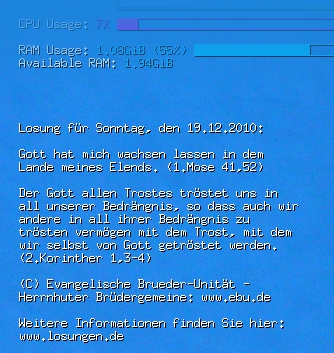 CPU Usage: 7%
RAM Usage: 1.08GiB (55%)
Available RAM: 1.94GiB
Losung für Sonntag, den 19.12.2010:
Gott hat mich wachsen lassen in dem
Lande meines Elends. (1.Mose 41,52)
Der Gott allen Trostes tröstet uns in
all unserer Bedrängnis, so dass auch wir
andere in all ihrer Bedrängnis zu
trösten vermögen mit dem Trost, mit dem
wir selbst von Gott getröstet werden.
(2.Korinther 1,3-4)
(C) Evangelische Brueder-Unität -
Herrnhuter Brüdergemeine: www.ebu.de
Weitere Informationen finden Sie hier:
www.losungen.de